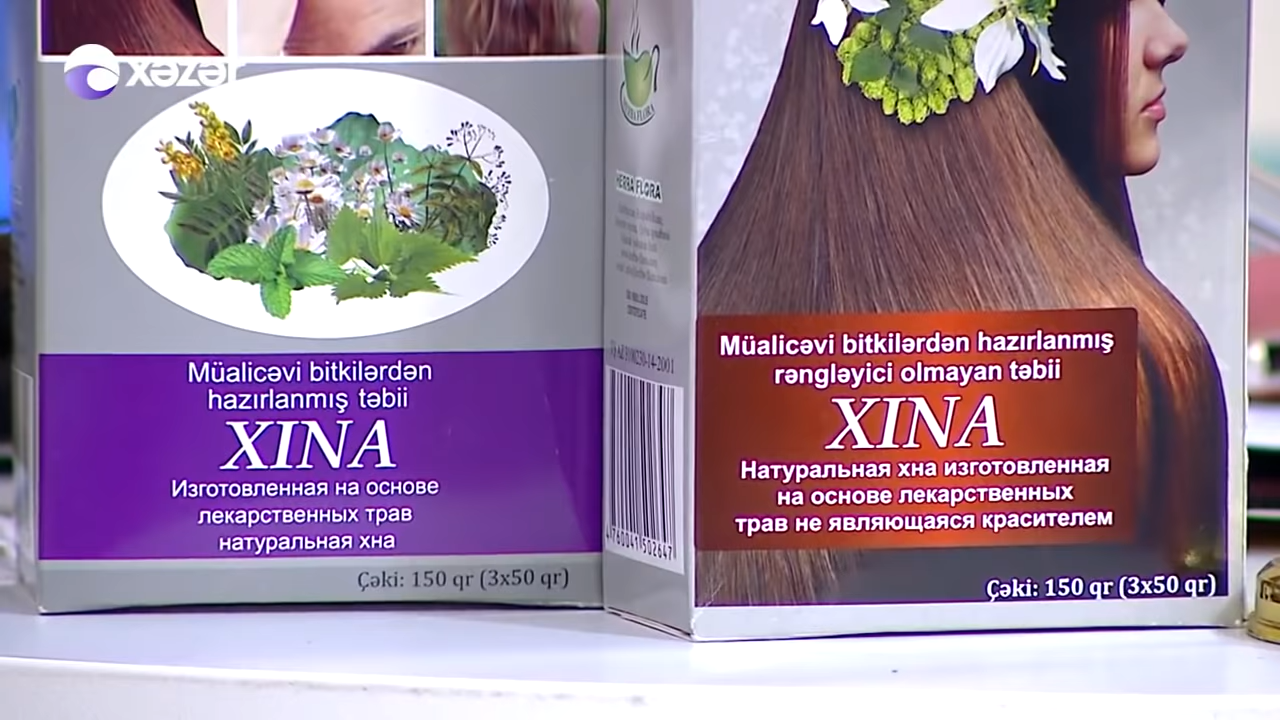 xəzər
Müalicəvi bitkilərdən
hazırlanmış təbii
XINA
Изготовленная на основе
лекарственных трав
натуральная хна
Çəki: 150 qr (3x50 qr)
HERBA FLORA
4760041502647
Müalicəvi bitkilərdən hazırlanmış
rəngləyici olmayan təbii
XINA
Натуральная хна изготовленная
на основе лекарственных
трав не являющаяся красителем
Çəki: 150 qr (3x50 qr)